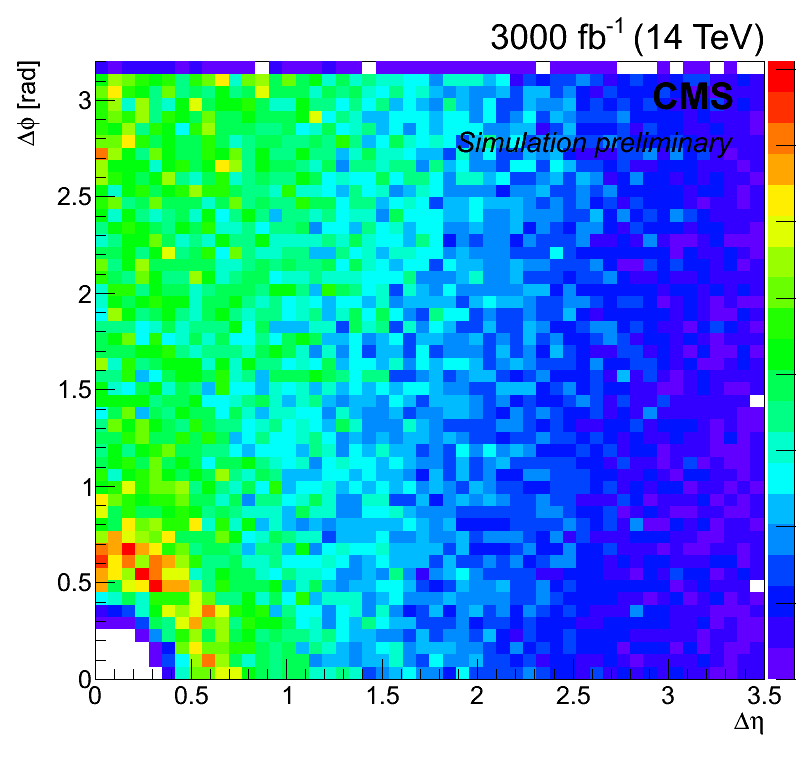 3000 fb-1 (14 TeV)
Δϕ [rad]
CMS
Simulation preliminary
3
2.5
2
1.5
1
0.5
0
0 0.5 1 1.5 2 2.5 3 3.5
Δη